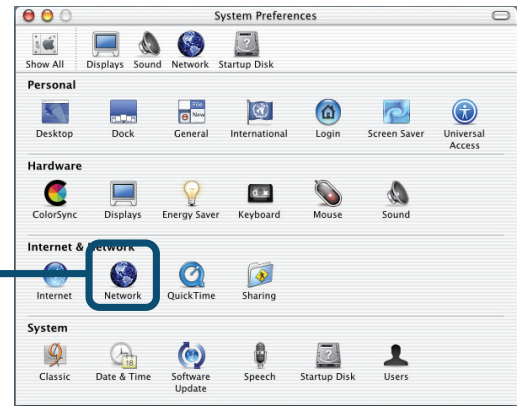 System Preferences
Show All Displays Sound Network Startup Disk
Personal
File
New
Desktop Dock General International Login Screen Saver Universal Access
Hardware
ColorSync Displays Energy Saver Keyboard Mouse Sound
Internet & Network
Internet Network QuickTime Sharing
System
9
18
Classic Date & Time Software Update Speech Startup Disk Users